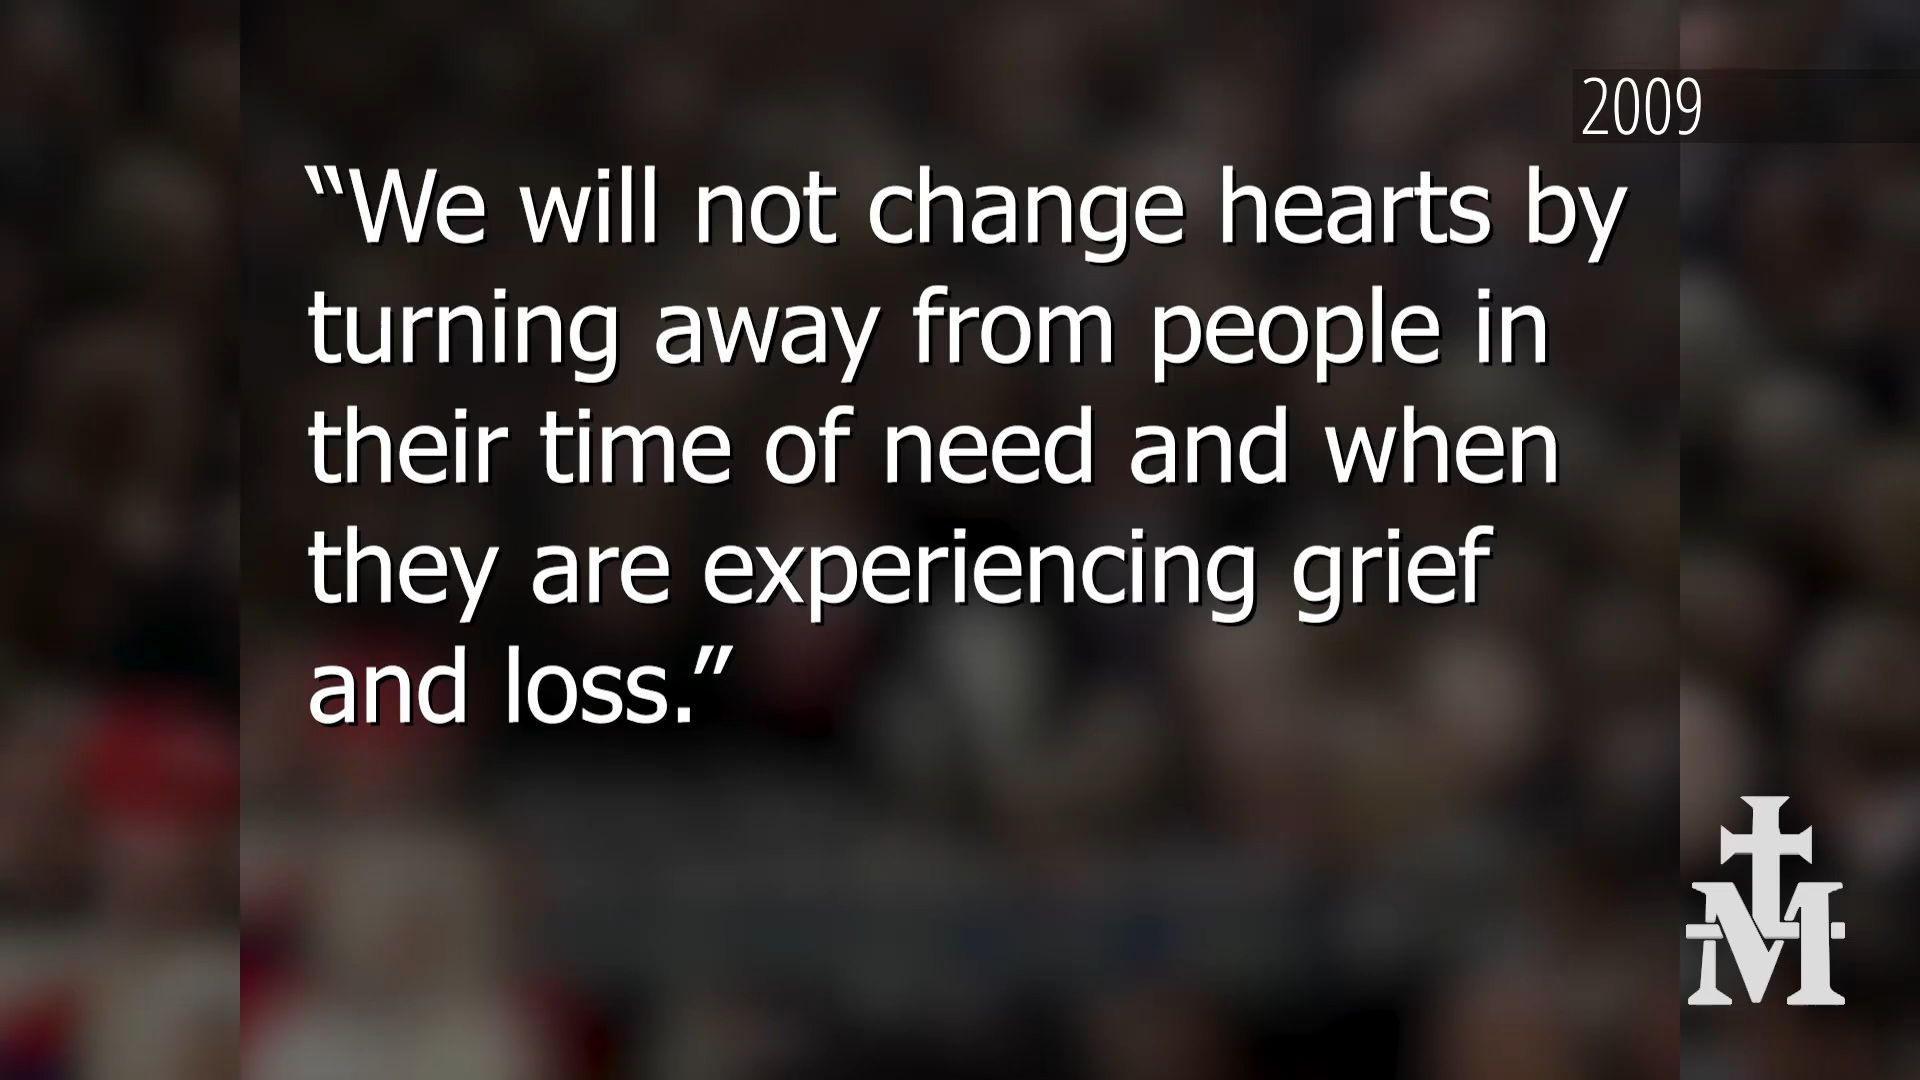 2009
“We will not change hearts by
turning away from people in
their time of need and when
they are experiencing grief
and loss.”
M